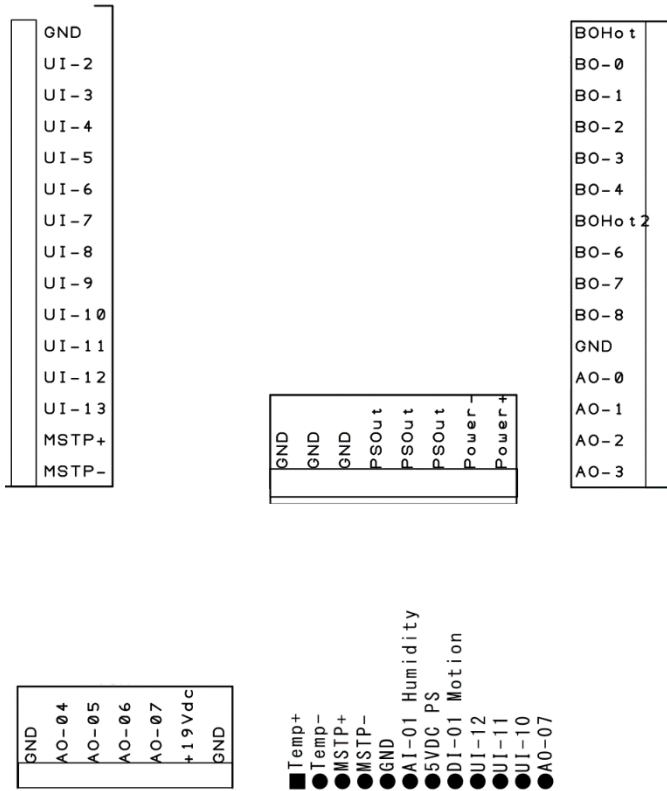 GND
UI-2
UI-3
UI-4
UI-5
UI-6
UI-7
UI-8
UI-9
UI-10
UI-11
UI-12
UI-13
MSTP+
MSTP-
GND
GND
GND
PSOut
PSOut
PSOut
Power-
Power+
BOHot
BO-0
BO-1
BO-2
BO-3
BO-4
BOHot2
BO-6
BO-7
BO-8
GND
AO-0
AO-1
AO-2
AO-3
GND
AO-04
AO-05
AO-06
AO-07
+19Vdc
GND
Temp+
Temp-
MSTP+
MSTP-
GND
AI-01 Humidity
5VDC PS
DI-01 Motion
UI-12
UI-11
UI-10
AO-07